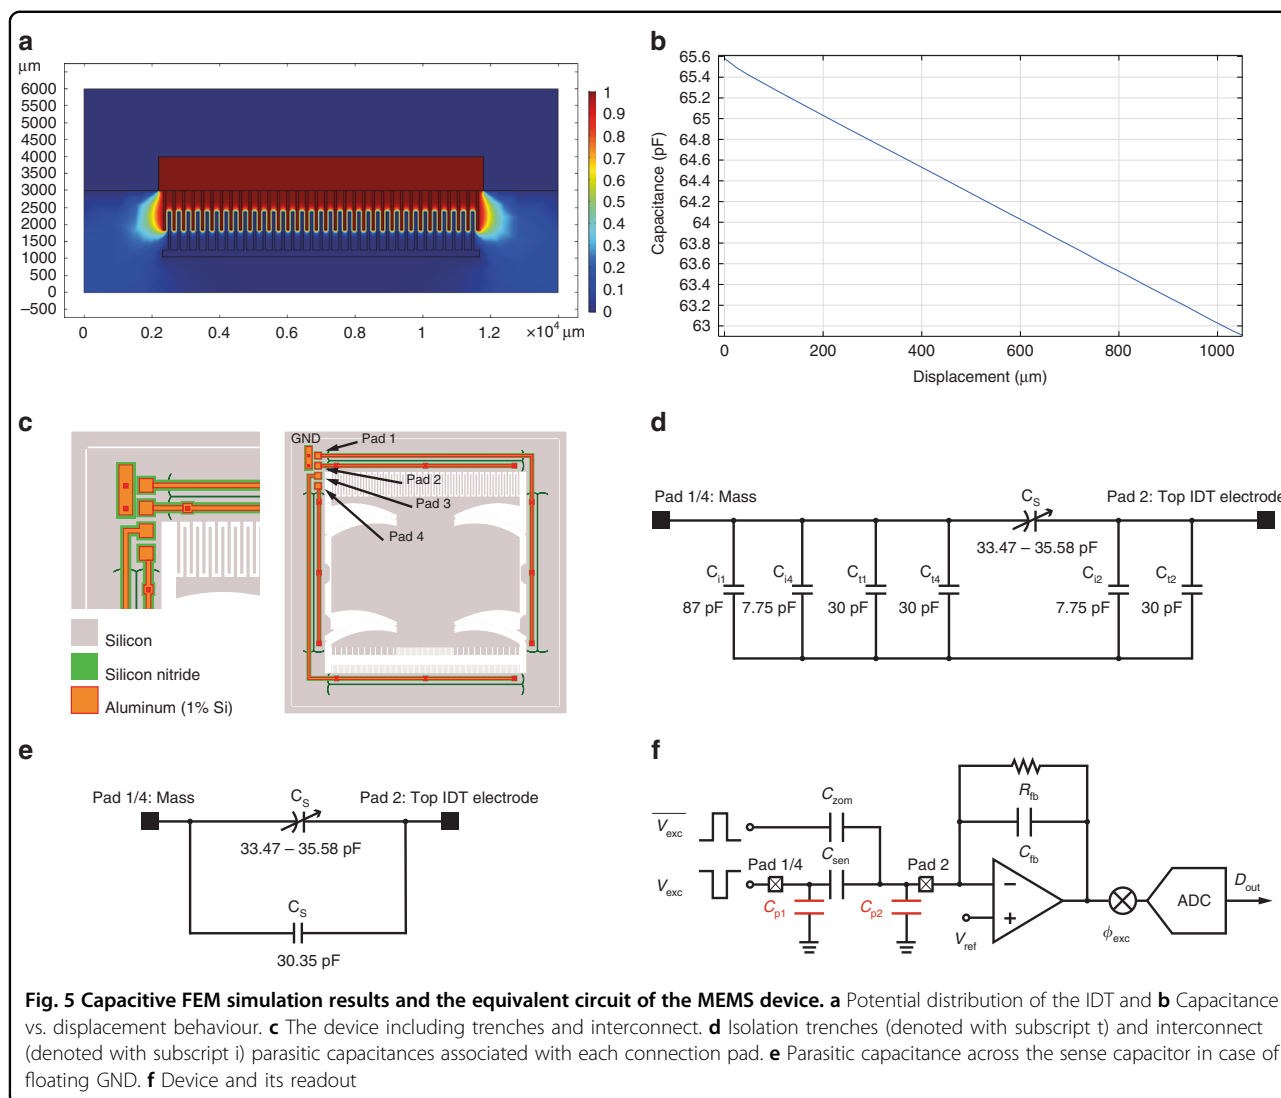 a
μm
6000
5500
5000
4500
4000
3500
3000
2500
2000
1500
1000
500
0
−500
0 0.2 0.4 0.6 0.8 1 1.2 ×10⁴ μm
1
0.9
0.8
0.7
0.6
0.5
0.4
0.3
0.2
0.1
0
b
Capacitance (pF)
65.6
65.4
65.2
65
64.8
64.6
64.4
64.2
64
63.8
63.6
63.4
63.2
63
0 200 400 600 800 1000
Displacement (μm)
c
GND
Pad 1
Pad 2
Pad 3
Pad 4
Silicon
Silicon nitride
Aluminum (1% Si)
d
Pad 1/4: Mass
C_S
Pad 2: Top IDT electrode
33.47 – 35.58 pF
C_i1 C_i4 C_t1 C_t4 C_i2 C_t2
87 pF 7.75 pF 30 pF 30 pF 7.75 pF 30 pF
e
Pad 1/4: Mass
C_S
Pad 2: Top IDT electrode
33.47 – 35.58 pF
C_S
30.35 pF
f
R_fb
C_fb
C_zom
V_exc
C_sen
V_exc
Pad 1/4
Pad 2
C_p1
C_p2
−
+
V_ref
ϕ_exc
ADC
D_out
Fig. 5 Capacitive FEM simulation results and the equivalent circuit of the MEMS device. a Potential distribution of the IDT and b Capacitance
vs. displacement behaviour. c The device including trenches and interconnect. d Isolation trenches (denoted with subscript t) and interconnect
(denoted with subscript i) parasitic capacitances associated with each connection pad. e Parasitic capacitance across the sense capacitor in case of
floating GND. f Device and its readout